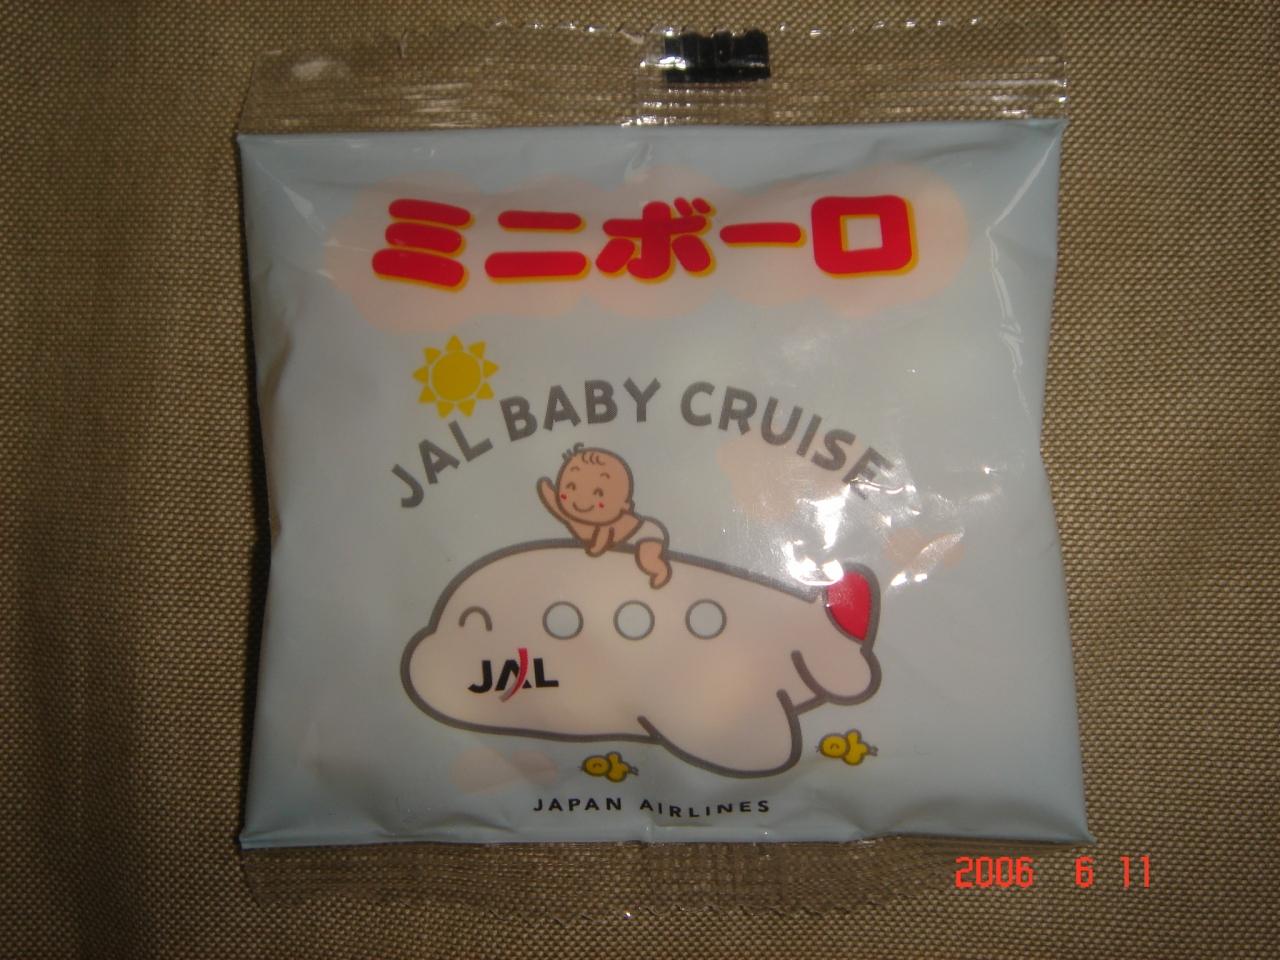 ミニボーロ
JAL BABY CRUISE
JAL
JAPAN AIRLINES
2006 6 11